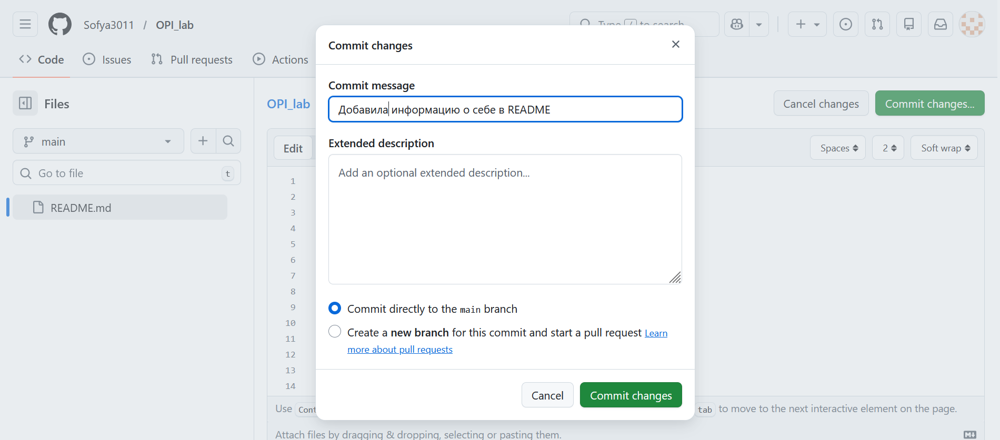 Sofya3011 / OPI_lab
Type / to search
Code
Issues
Pull requests
Actions
Files
main
Go to file
t
README.md
OPI_lab
Cancel changes
Commit changes...
Edit
Spaces
2
Soft wrap
1
2
3
4
5
6
7
8
9
10
11
12
13
14
Commit changes
Commit message
Добавила информацию о себе в README
Extended description
Add an optional extended description...
Commit directly to the main branch
Create a new branch for this commit and start a pull request Learn
more about pull requests
Cancel
Commit changes
Use Cont
tab to move to the next interactive element on the page.
Attach files by dragging & dropping, selecting or pasting them.